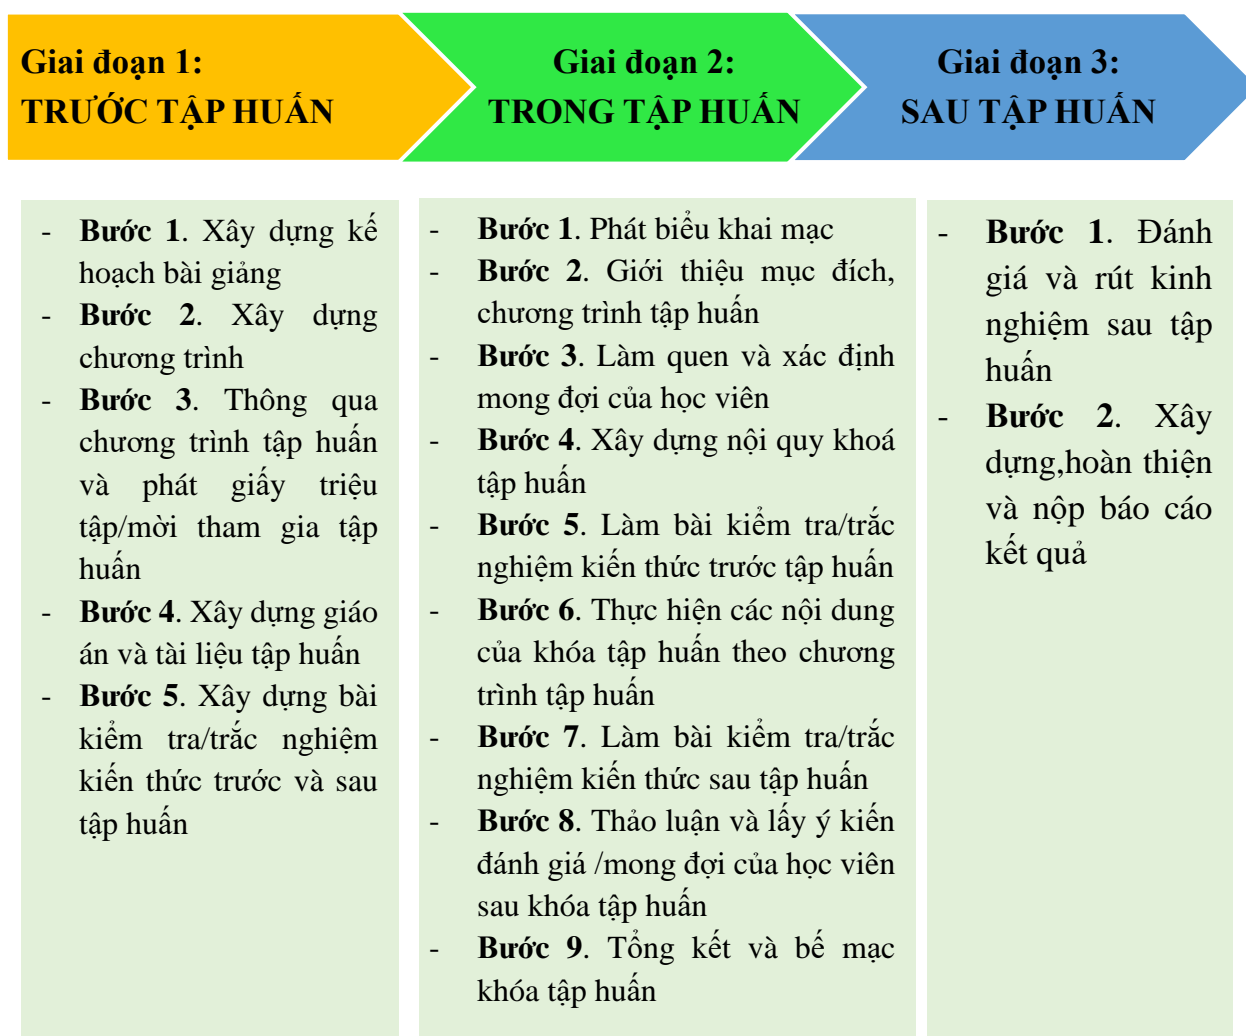 Giai đoạn 1:
TRƯỚC TẬP HUẤN
Giai đoạn 2:
TRONG TẬP HUẤN
Giai đoạn 3:
SAU TẬP HUẤN
- Bước 1. Xây dựng kế
hoạch bài giảng
- Bước 2. Xây dựng
chương trình
- Bước 3. Thông qua
chương trình tập huấn
và phát giấy triệu
tập/mời tham gia tập
huấn
- Bước 4. Xây dựng giáo
án và tài liệu tập huấn
- Bước 5. Xây dựng bài
kiểm tra/trắc nghiệm
kiến thức trước và sau
tập huấn
- Bước 1. Phát biểu khai mạc
- Bước 2. Giới thiệu mục đích,
chương trình tập huấn
- Bước 3. Làm quen và xác định
mong đợi của học viên
- Bước 4. Xây dựng nội quy khoá
tập huấn
- Bước 5. Làm bài kiểm tra/trắc
nghiệm kiến thức trước tập huấn
- Bước 6. Thực hiện các nội dung
của khóa tập huấn theo chương
trình tập huấn
- Bước 7. Làm bài kiểm tra/trắc
nghiệm kiến thức sau tập huấn
- Bước 8. Thảo luận và lấy ý kiến
đánh giá /mong đợi của học viên
sau khóa tập huấn
- Bước 9. Tổng kết và bế mạc
khóa tập huấn
- Bước 1. Đánh
giá và rút kinh
nghiệm sau tập
huấn
- Bước 2. Xây
dựng,hoàn thiện
và nộp báo cáo
kết quả